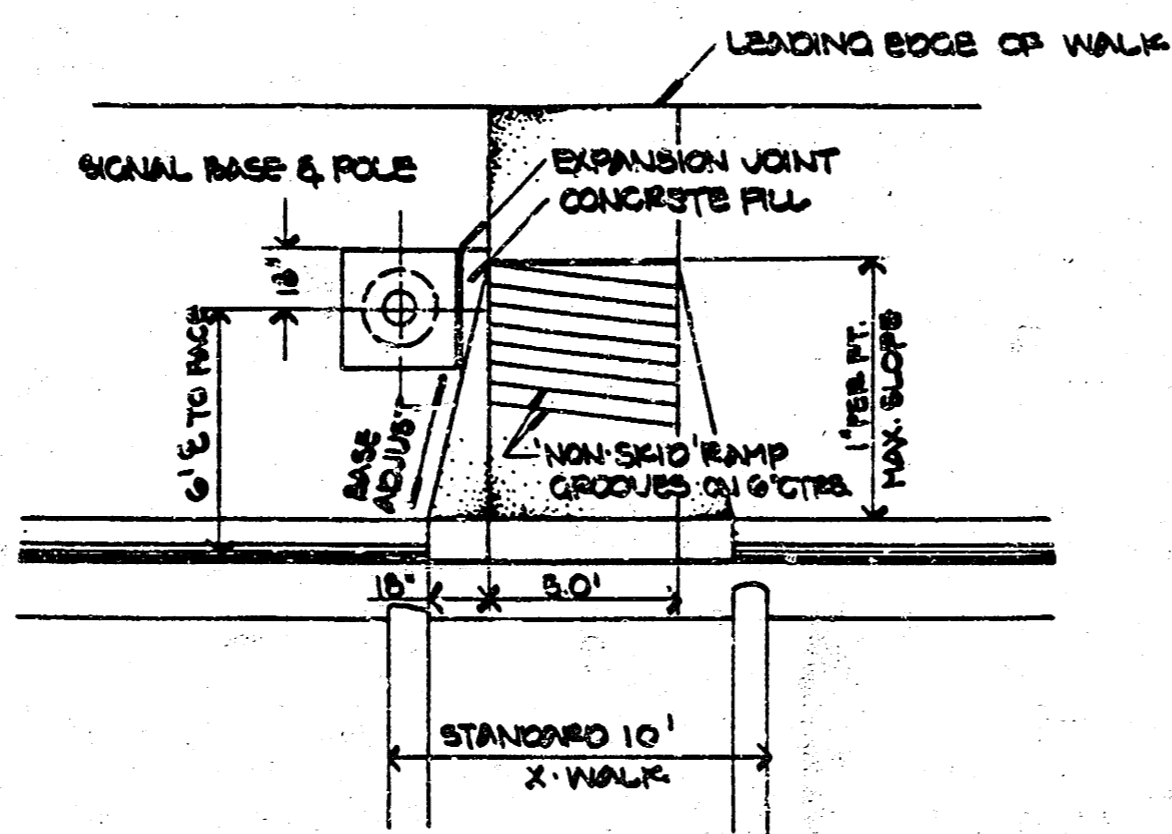 LEADING EDGE OF WALK
SIGNAL BASE & POLE
EXPANSION JOINT
CONCRETE FILL
18"
6' ℄ TO FACE
BASE
ADJUST
1" PER FT.
MAX. SLOPE
'NON-SKID' RAMP
GROOVES ON 6" CTRS.
18"
3.0'
STANDARD 10'
X-WALK